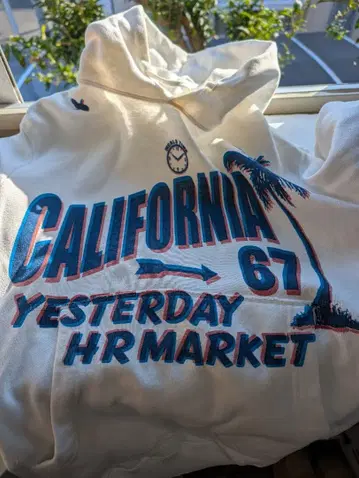 CALIFORNIA
67
YESTERDAY
HR MARKET